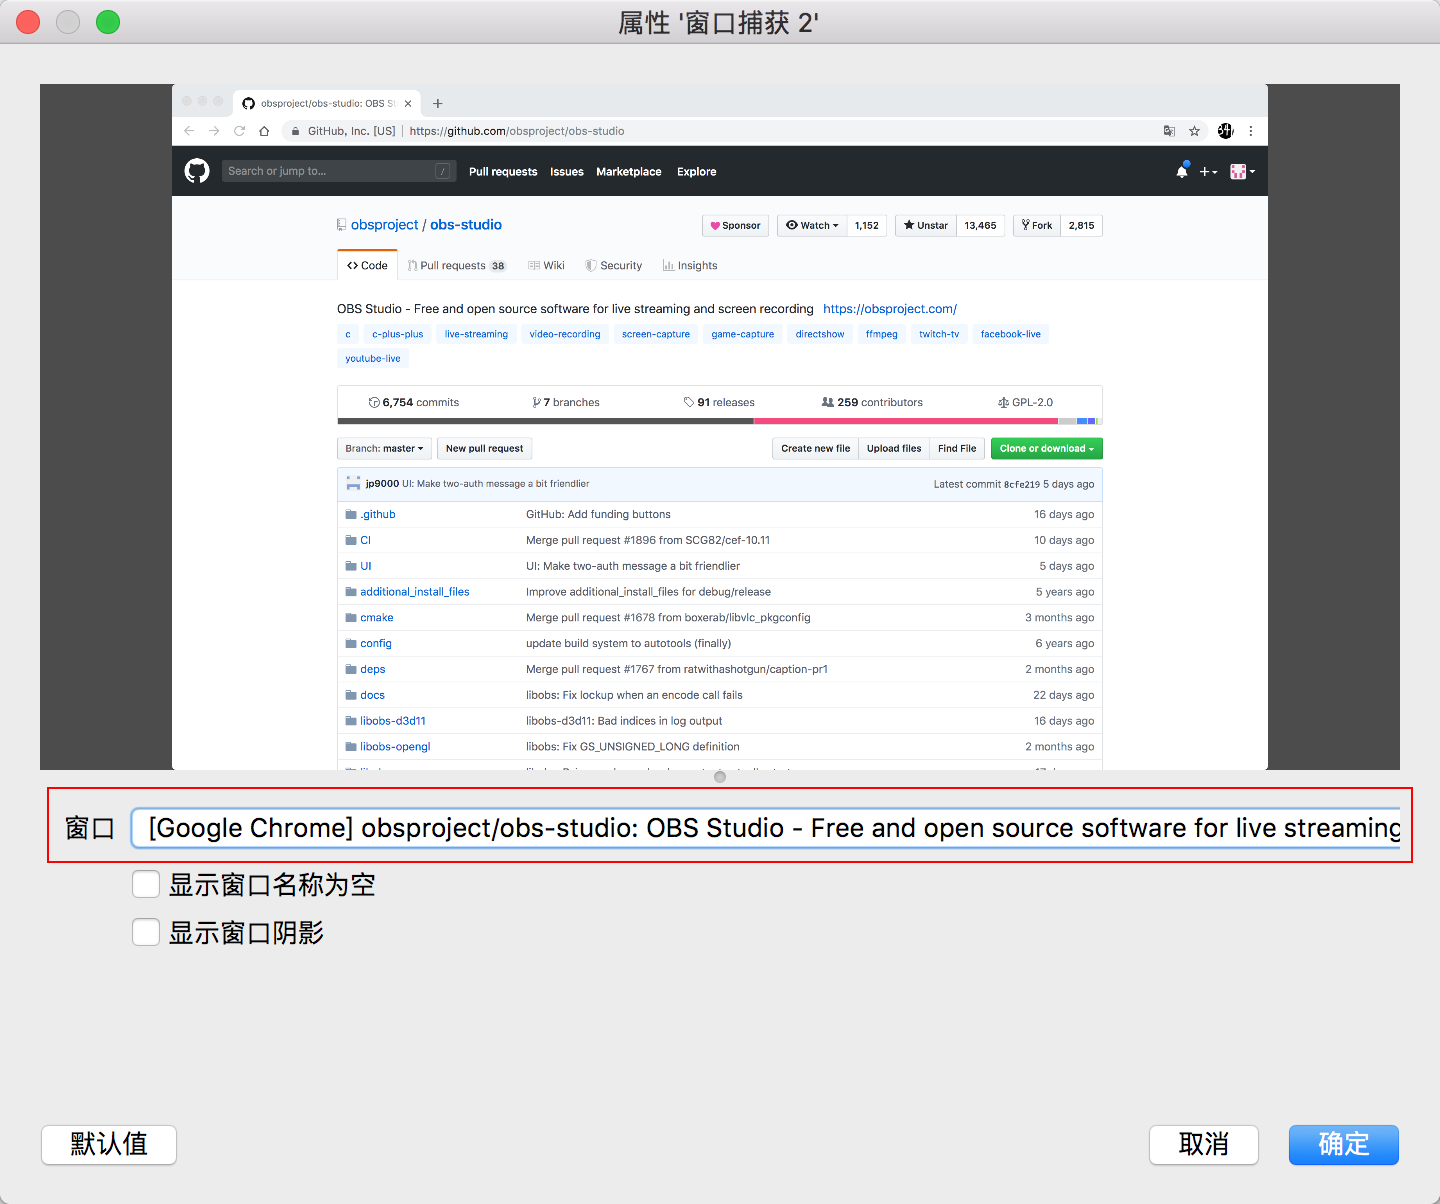 属性 '窗口捕获 2'
obsproject/obs-studio: OBS St
GitHub, Inc. [US] | https://github.com/obsproject/obs-studio
Search or jump to... / Pull requests Issues Marketplace Explore
obsproject / obs-studio Sponsor Watch 1,152 Unstar 13,465 Fork 2,815
Code Pull requests 38 Wiki Security Insights
OBS Studio - Free and open source software for live streaming and screen recording https://obsproject.com/
c c-plus-plus live-streaming video-recording screen-capture game-capture directshow ffmpeg twitch-tv facebook-live
youtube-live
6,754 commits 7 branches 91 releases 259 contributors GPL-2.0
Branch: master New pull request Create new file Upload files Find File Clone or download
jp9000 UI: Make two-auth message a bit friendlier Latest commit 8cfe219 5 days ago
.github GitHub: Add funding buttons 16 days ago
CI Merge pull request #1896 from SCG82/cef-10.11 10 days ago
UI UI: Make two-auth message a bit friendlier 5 days ago
additional_install_files Improve additional_install_files for debug/release 5 years ago
cmake Merge pull request #1678 from boxerab/libvlc_pkgconfig 3 months ago
config update build system to autotools (finally) 6 years ago
deps Merge pull request #1767 from ratwithashotgun/caption-pr1 2 months ago
docs libobs: Fix lockup when an encode call fails 22 days ago
libobs-d3d11 libobs-d3d11: Bad indices in log output 16 days ago
libobs-opengl libobs: Fix GS_UNSIGNED_LONG definition 2 months ago
窗口 [Google Chrome] obsproject/obs-studio: OBS Studio - Free and open source software for live streaming
显示窗口名称为空
显示窗口阴影
默认值 取消 确定